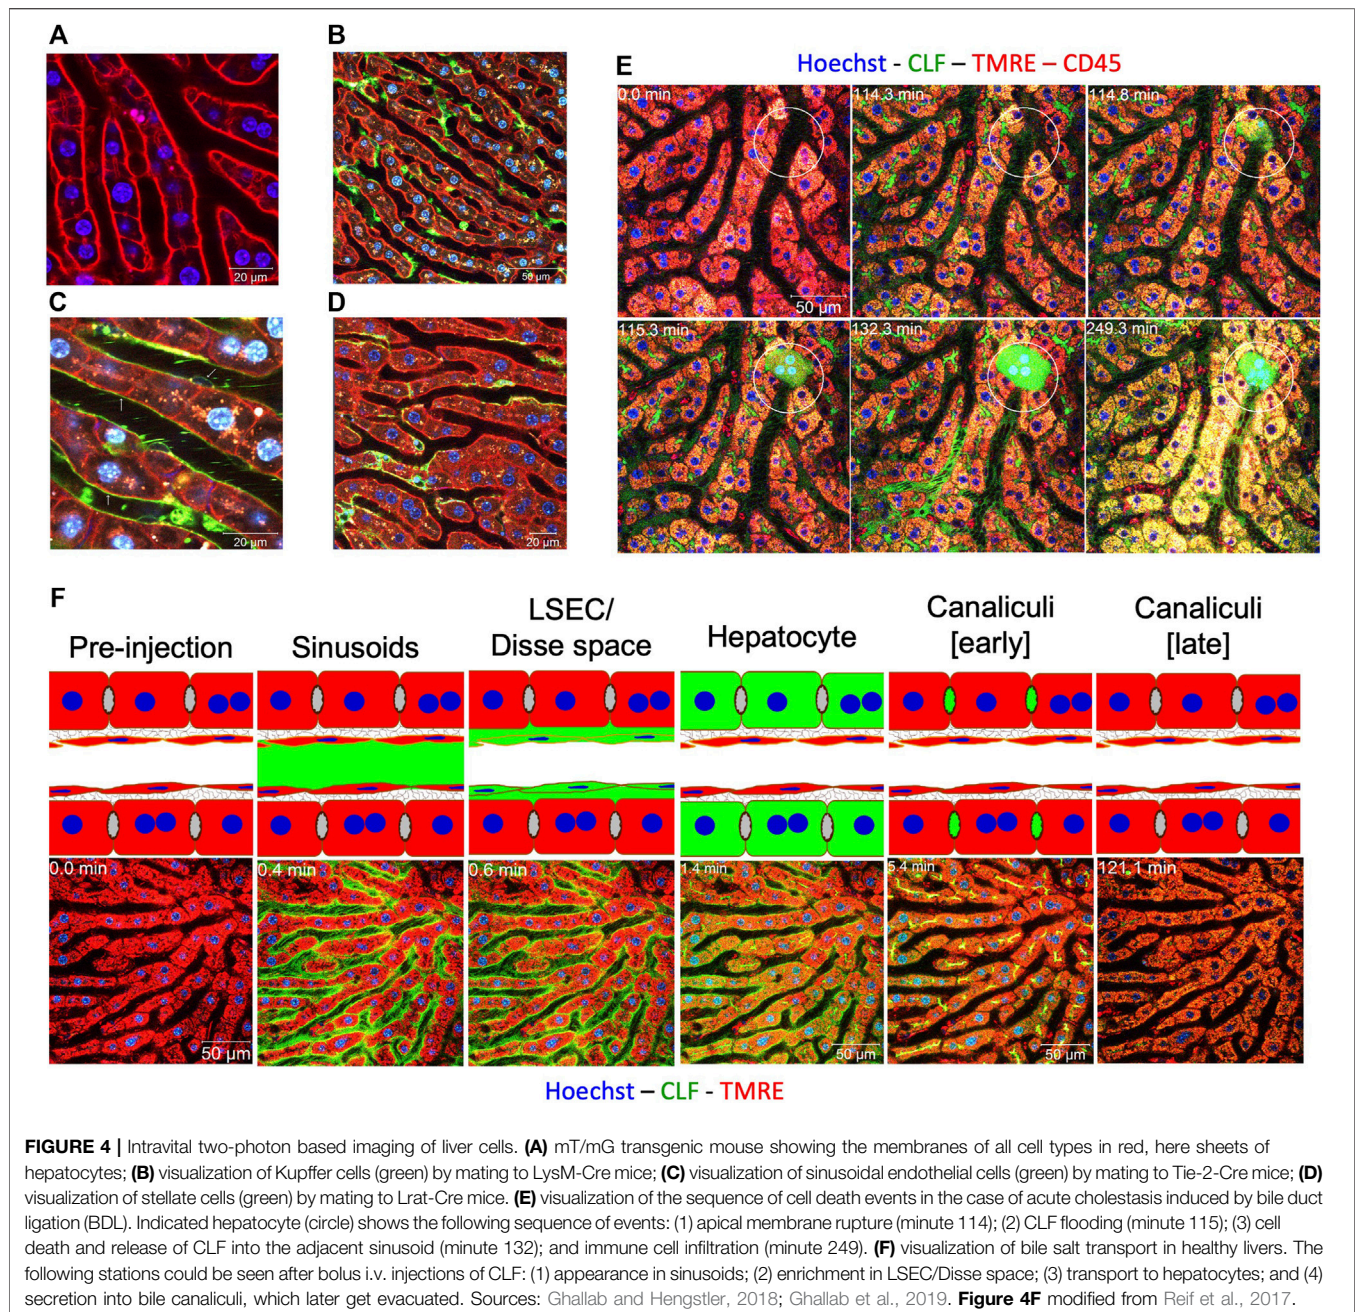 A
B
E
Hoechst - CLF – TMRE – CD45
0.0 min
114.3 min
114.8 min
20 µm
50 µm
50 µm
C
D
115.3 min
132.3 min
249.3 min
20 µm
20 µm
F
Pre-injection
Sinusoids
LSEC/
Disse space
Hepatocyte
Canaliculi
[early]
Canaliculi
[late]
0.0 min
0.4 min
0.6 min
1.4 min
5.4 min
121.1 min
50 µm
50 µm
50 µm
Hoechst – CLF - TMRE
FIGURE 4 | Intravital two-photon based imaging of liver cells. (A) mT/mG transgenic mouse showing the membranes of all cell types in red, here sheets of
hepatocytes; (B) visualization of Kupffer cells (green) by mating to LysM-Cre mice; (C) visualization of sinusoidal endothelial cells (green) by mating to Tie-2-Cre mice; (D)
visualization of stellate cells (green) by mating to Lrat-Cre mice. (E) visualization of the sequence of cell death events in the case of acute cholestasis induced by bile duct
ligation (BDL). Indicated hepatocyte (circle) shows the following sequence of events: (1) apical membrane rupture (minute 114); (2) CLF flooding (minute 115); (3) cell
death and release of CLF into the adjacent sinusoid (minute 132); and immune cell infiltration (minute 249). (F) visualization of bile salt transport in healthy livers. The
following stations could be seen after bolus i.v. injections of CLF: (1) appearance in sinusoids; (2) enrichment in LSEC/Disse space; (3) transport to hepatocytes; and (4)
secretion into bile canaliculi, which later get evacuated. Sources: Ghallab and Hengstler, 2018; Ghallab et al., 2019. Figure 4F modified from Reif et al., 2017.